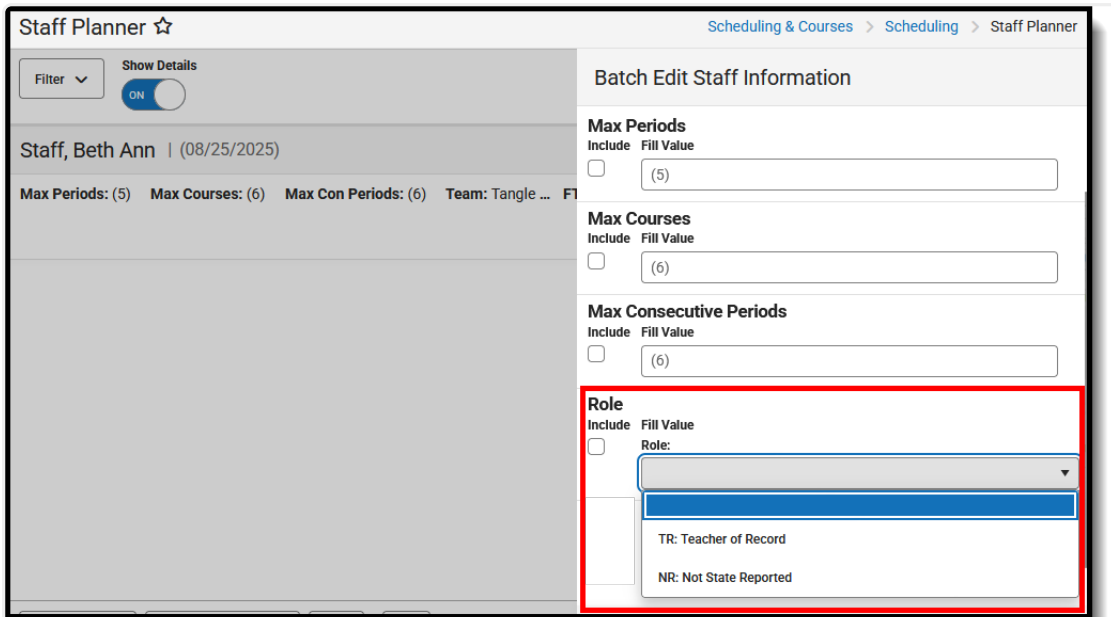 Staff Planner
Scheduling & Courses > Scheduling > Staff Planner
Filter
Show Details
ON
Staff, Beth Ann | (08/25/2025)
Max Periods: (5) Max Courses: (6) Max Con Periods: (6) Team: Tangle ... FT
Batch Edit Staff Information
Max Periods
Include Fill Value
(5)
Max Courses
Include Fill Value
(6)
Max Consecutive Periods
Include Fill Value
(6)
Role
Include Fill Value
Role:
TR: Teacher of Record
NR: Not State Reported